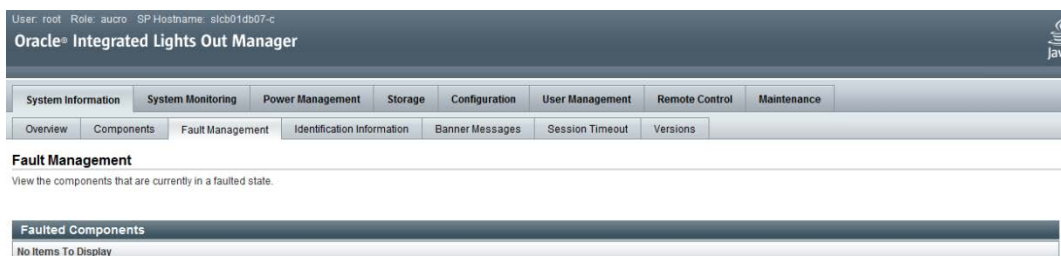 User: root Role: aucro SP Hostname: slcb01db07-c
Oracle® Integrated Lights Out Manager
Java
System Information System Monitoring Power Management Storage Configuration User Management Remote Control Maintenance
Overview Components Fault Management Identification Information Banner Messages Session Timeout Versions
Fault Management
View the components that are currently in a faulted state.
Faulted Components
No Items To Display